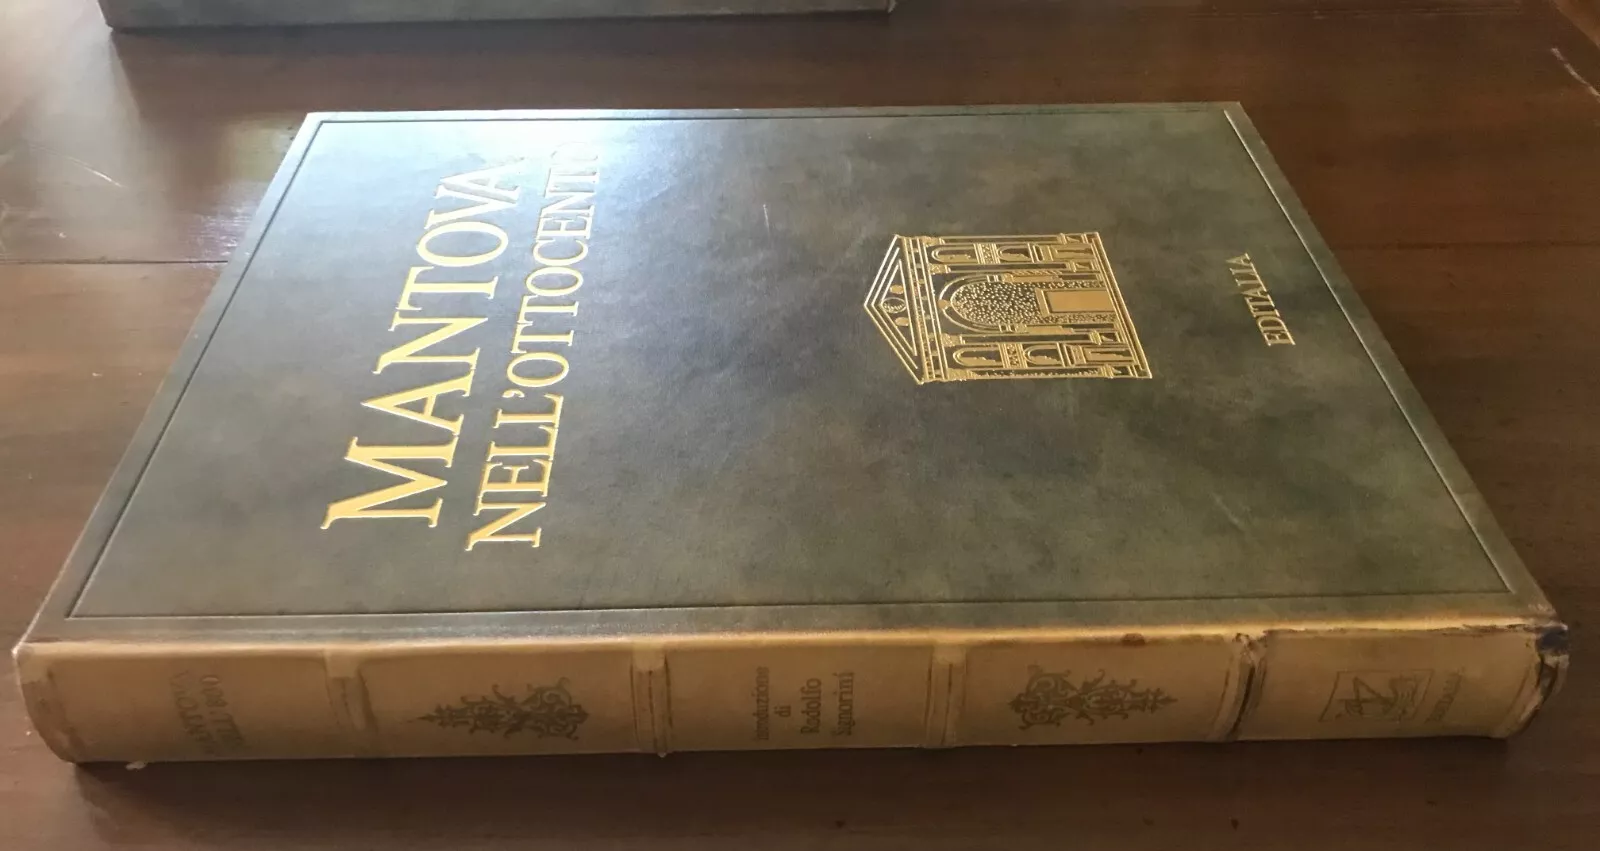 MANTOVA
NELL'OTTOCENTO
EDITALIA
MANTOVA
NELL'800
introduzione
di
Rodolfo
Signorini